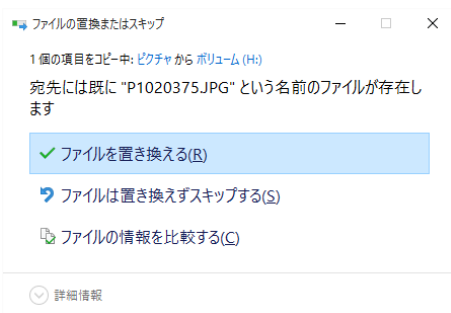 ファイルの置換またはスキップ
1 個の項目をコピー中: ピクチャ から ボリューム (H:)
宛先には既に "P1020375.JPG" という名前のファイルが存在し
ます
ファイルを置き換える(R)
ファイルは置き換えずスキップする(S)
ファイルの情報を比較する(C)
詳細情報